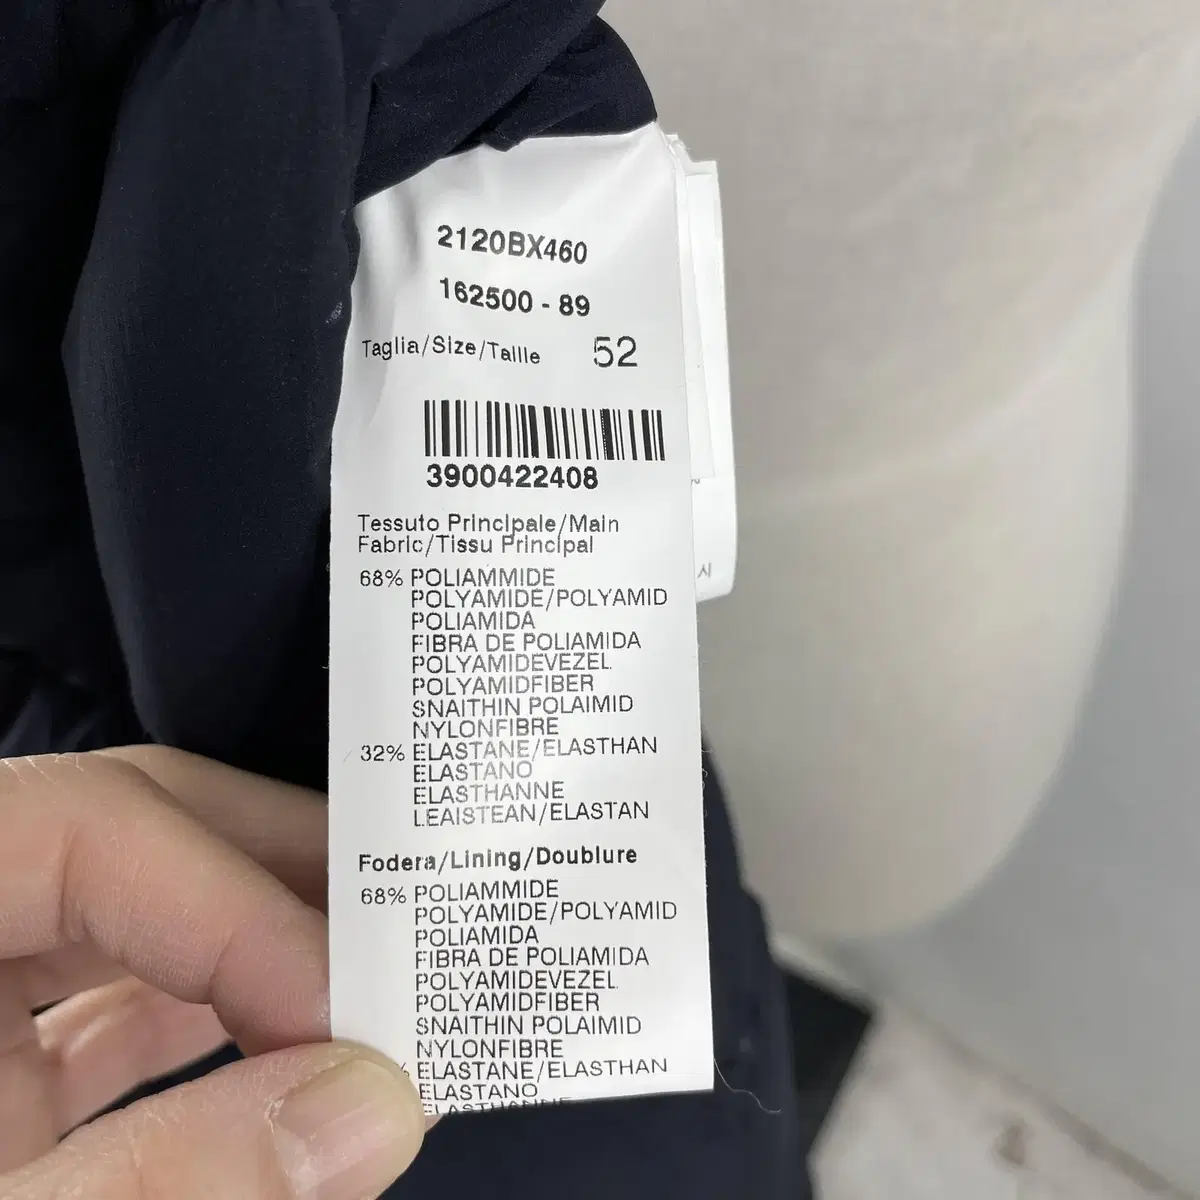 2120BX460
162500 - 89
Taglia/Size/Taille 52
3900422408
Tessuto Principale/Main
Fabric/Tissu Principal
68% POLIAMMIDE
POLYAMIDE/POLYAMID
POLIAMIDA
FIBRA DE POLIAMIDA
POLYAMIDEVEZEL
POLYAMIDFIBER
SNAITHIN POLAIMID
NYLONFIBRE
32% ELASTANE/ELASTHAN
ELASTANO
ELASTHANNE
LEAISTEAN/ELASTAN
Fodera/Lining/Doublure
68% POLIAMMIDE
POLYAMIDE/POLYAMID
POLIAMIDA
FIBRA DE POLIAMIDA
POLYAMIDEVEZEL
POLYAMIDFIBER
SNAITHIN POLAIMID
NYLONFIBRE
% ELASTANE/ELASTHAN
ELASTANO
ELASTHANNE
시